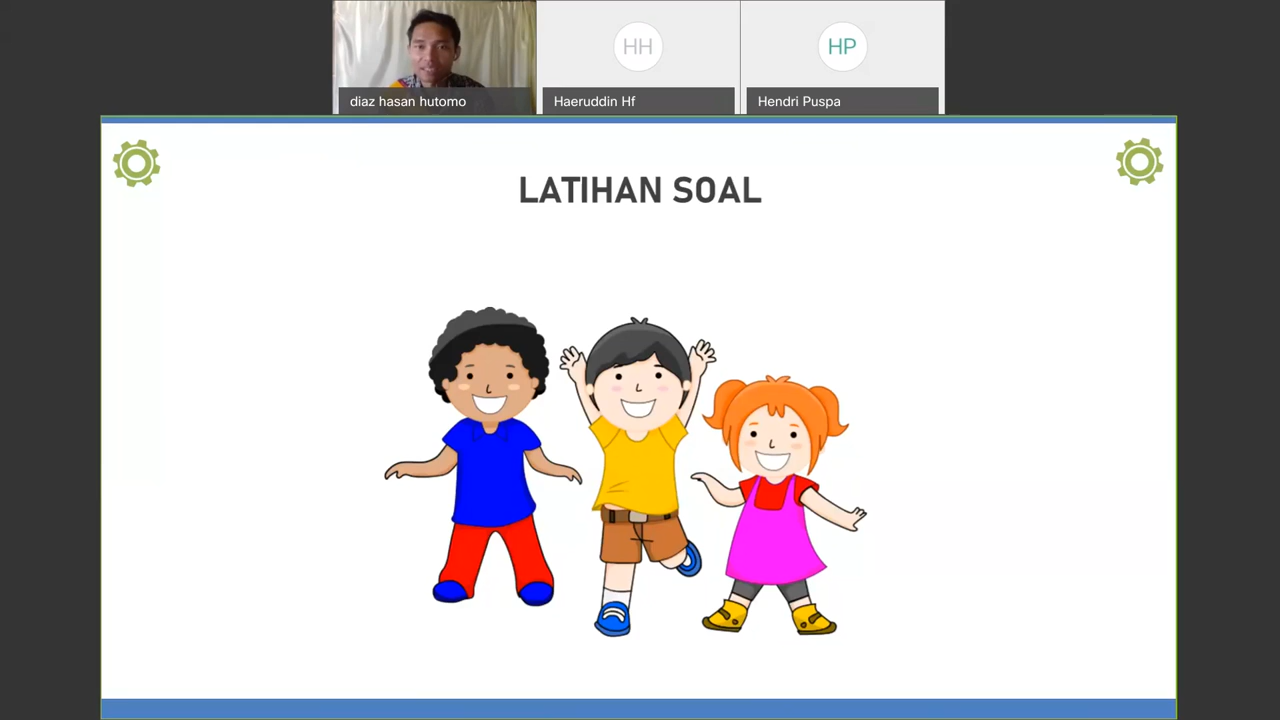 HH
HP
diaz hasan hutomo
Haeruddin Hf
Hendri Puspa
LATIHAN SOAL